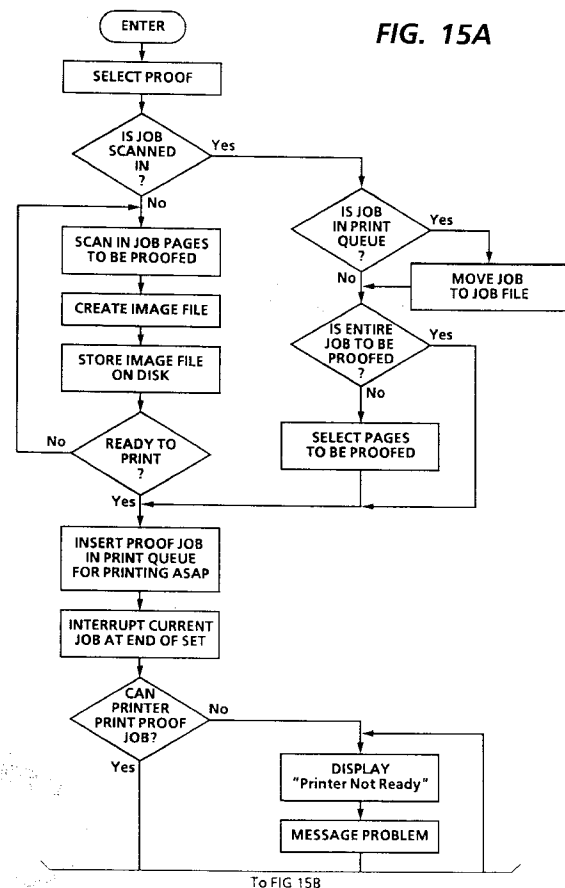 FIG. 15A
ENTER
SELECT PROOF
IS JOB
SCANNED
IN
?
Yes
No
SCAN IN JOB PAGES
TO BE PROOFED
CREATE IMAGE FILE
STORE IMAGE FILE
ON DISK
READY TO
PRINT
?
No
Yes
IS JOB
IN PRINT
QUEUE
?
Yes
No
MOVE JOB
TO JOB FILE
IS ENTIRE
JOB TO BE
PROOFED
?
Yes
No
SELECT PAGES
TO BE PROOFED
INSERT PROOF JOB
IN PRINT QUEUE
FOR PRINTING ASAP
INTERRUPT CURRENT
JOB AT END OF SET
CAN
PRINTER
PRINT PROOF
JOB?
No
Yes
DISPLAY
"Printer Not Ready"
MESSAGE PROBLEM
To FIG 15B